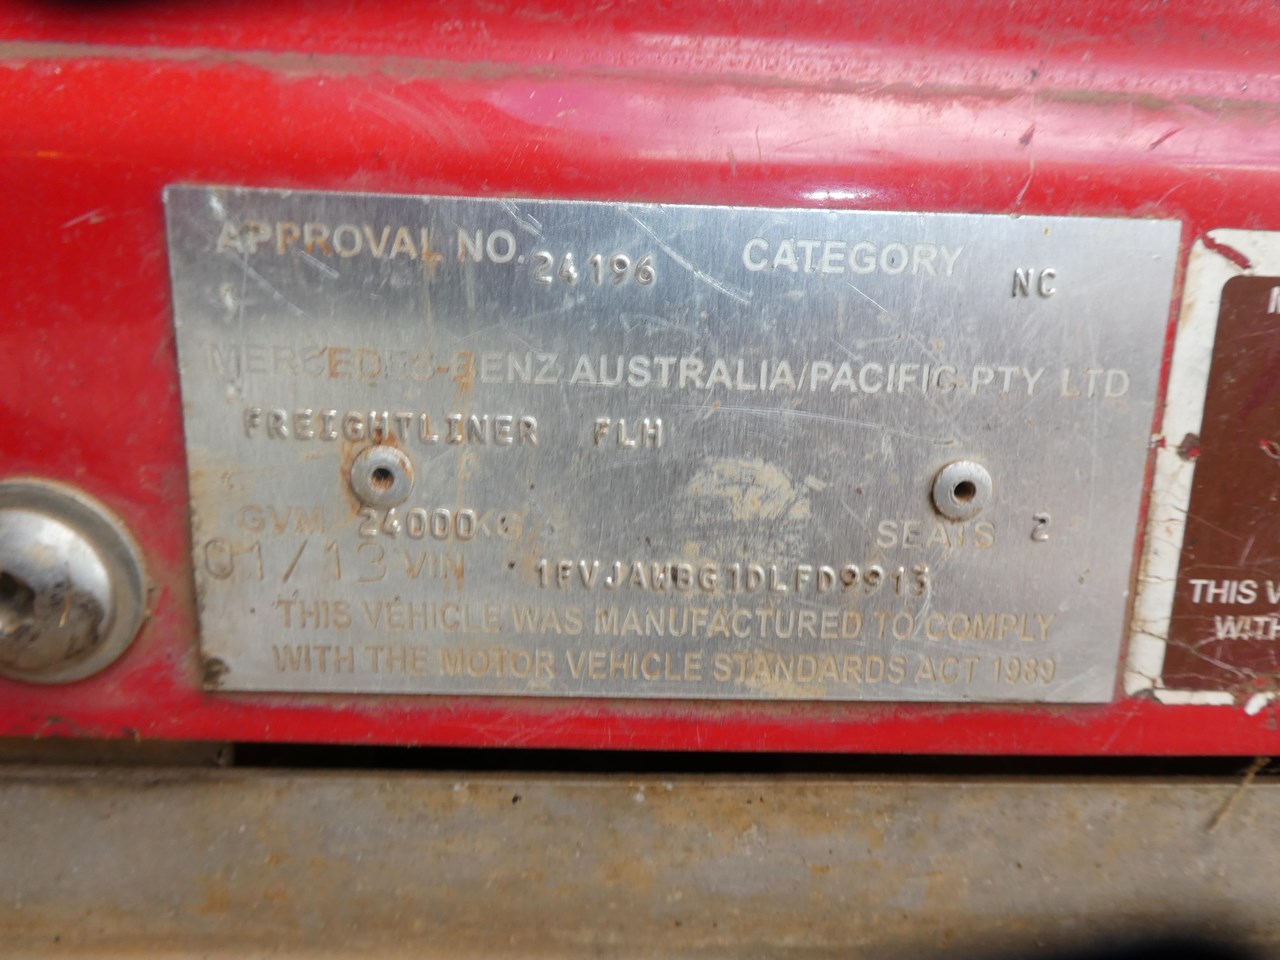 APPROVAL NO. 24196 CATEGORY NC
MERCEDES-BENZ AUSTRALIA/PACIFIC PTY LTD
FREIGHTLINER FLH
GVM 24000KG SEATS 2
01/13 VIN 1FVJAWBG1DLFD9913
THIS VEHICLE WAS MANUFACTURED TO COMPLY
WITH THE MOTOR VEHICLE STANDARDS ACT 1989
THIS
WITH